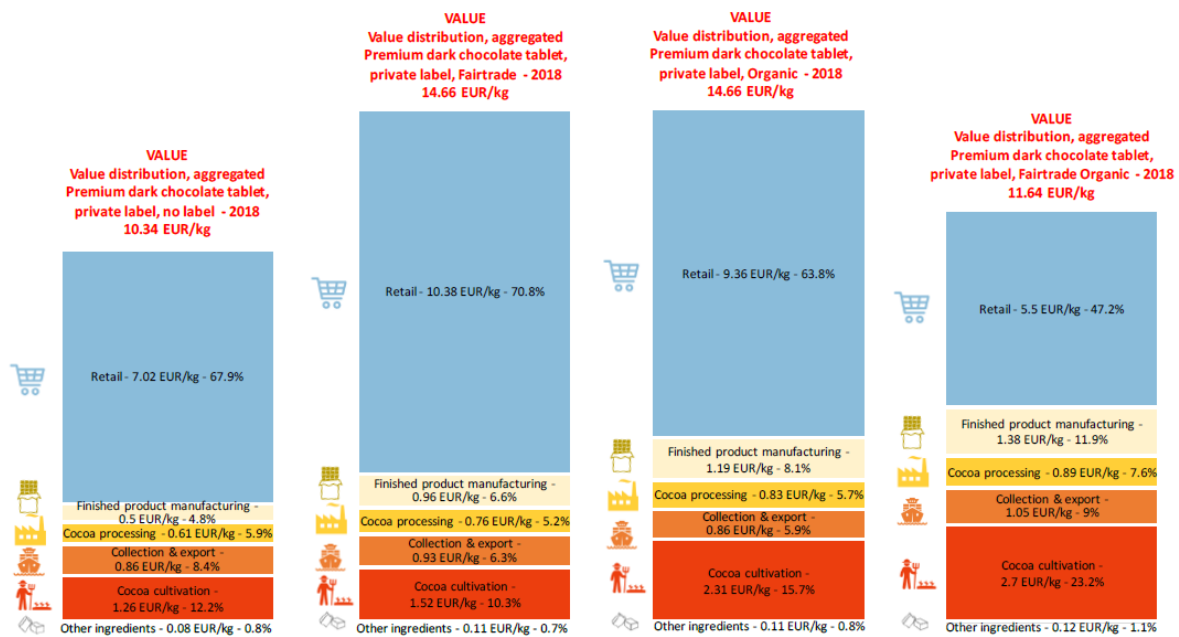 VALUE
Value distribution, aggregated
Premium dark chocolate tablet,
private label, no label - 2018
10.34 EUR/kg
Retail - 7.02 EUR/kg - 67.9%
Finished product manufacturing -
0.5 EUR/kg - 4.8%
Cocoa processing - 0.61 EUR/kg - 5.9%
Collection & export -
0.86 EUR/kg - 8.4%
Cocoa cultivation -
1.26 EUR/kg - 12.2%
Other ingredients - 0.08 EUR/kg - 0.8%
VALUE
Value distribution, aggregated
Premium dark chocolate tablet,
private label, Fairtrade - 2018
14.66 EUR/kg
Retail - 10.38 EUR/kg - 70.8%
Finished product manufacturing -
0.96 EUR/kg - 6.6%
Cocoa processing - 0.76 EUR/kg - 5.2%
Collection & export -
0.93 EUR/kg - 6.3%
Cocoa cultivation -
1.52 EUR/kg - 10.3%
Other ingredients - 0.11 EUR/kg - 0.7%
VALUE
Value distribution, aggregated
Premium dark chocolate tablet,
private label, Organic - 2018
14.66 EUR/kg
Retail - 9.36 EUR/kg - 63.8%
Finished product manufacturing -
1.19 EUR/kg - 8.1%
Cocoa processing - 0.83 EUR/kg - 5.7%
Collection & export -
0.86 EUR/kg - 5.9%
Cocoa cultivation -
2.31 EUR/kg - 15.7%
Other ingredients - 0.11 EUR/kg - 0.8%
VALUE
Value distribution, aggregated
Premium dark chocolate tablet,
private label, Fairtrade Organic - 2018
11.64 EUR/kg
Retail - 5.5 EUR/kg - 47.2%
Finished product manufacturing -
1.38 EUR/kg - 11.9%
Cocoa processing - 0.89 EUR/kg - 7.6%
Collection & export -
1.05 EUR/kg - 9%
Cocoa cultivation -
2.7 EUR/kg - 23.2%
Other ingredients - 0.12 EUR/kg - 1.1%